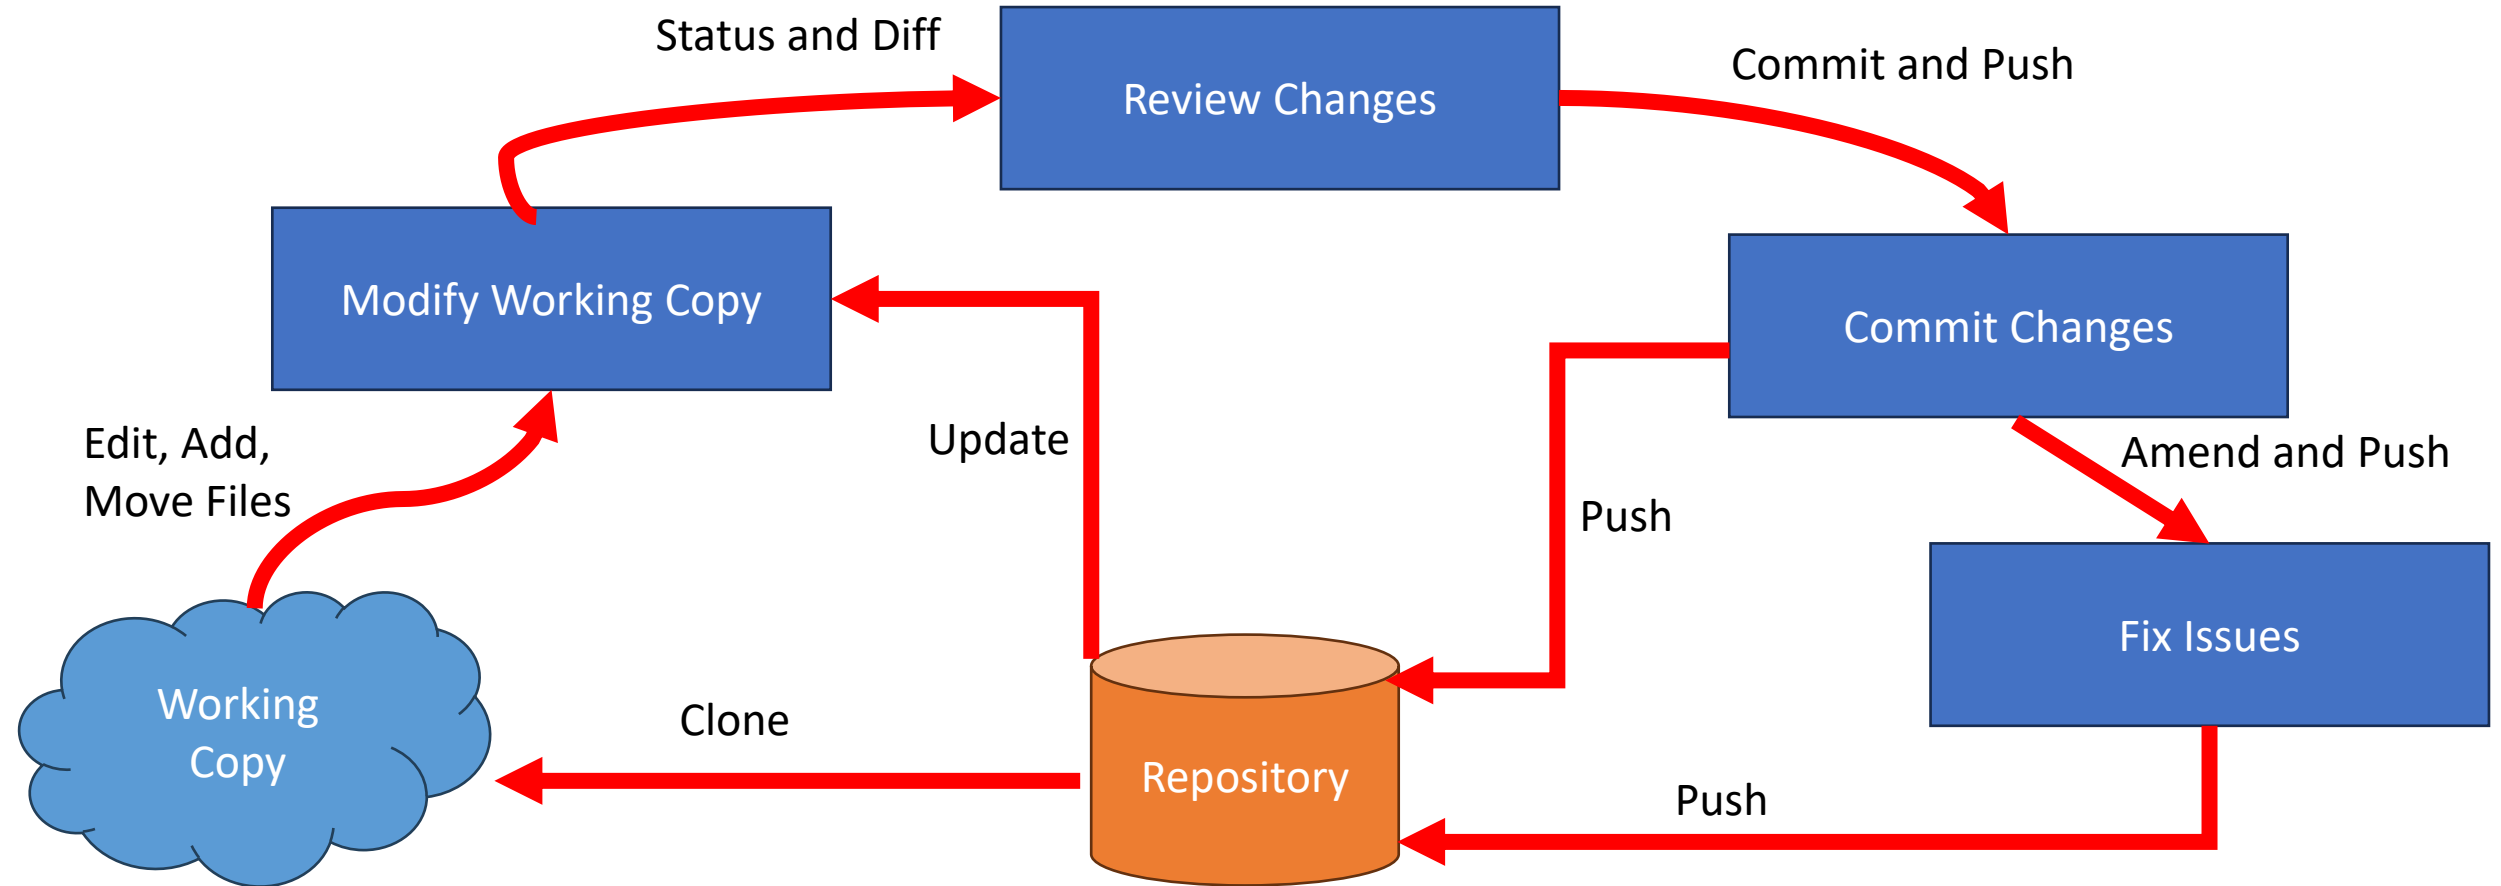 Status and Diff
Review Changes
Commit and Push
Modify Working Copy
Commit Changes
Edit, Add,
Move Files
Update
Amend and Push
Push
Fix Issues
Working
Copy
Clone
Repository
Push